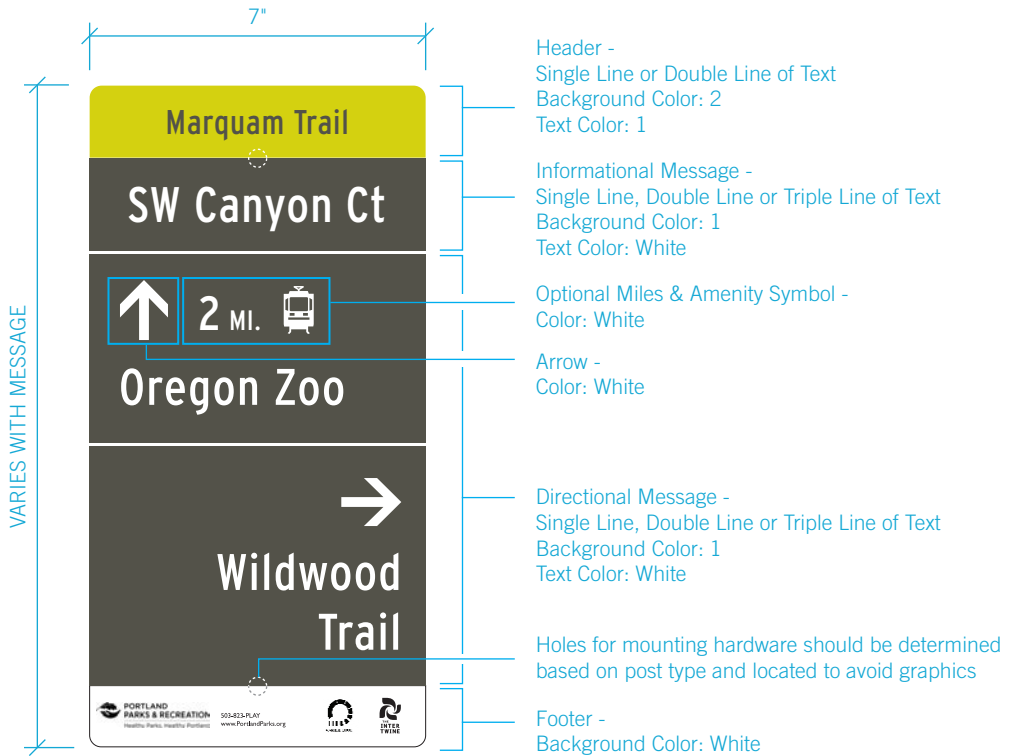 7"
Header -
Single Line or Double Line of Text
Background Color: 2
Text Color: 1
Marquam Trail
Informational Message -
Single Line, Double Line or Triple Line of Text
Background Color: 1
Text Color: White
SW Canyon Ct
Optional Miles & Amenity Symbol -
Color: White
2 MI.
Arrow -
Color: White
Oregon Zoo
VARIES WITH MESSAGE
Directional Message -
Single Line, Double Line or Triple Line of Text
Background Color: 1
Text Color: White
Wildwood
Trail
Holes for mounting hardware should be determined
based on post type and located to avoid graphics
PORTLAND
PARKS & RECREATION
Healthy Parks, Healthy Portland
503-823-PLAY
www.PortlandParks.org
THE
INTER
TWINE
Footer -
Background Color: White